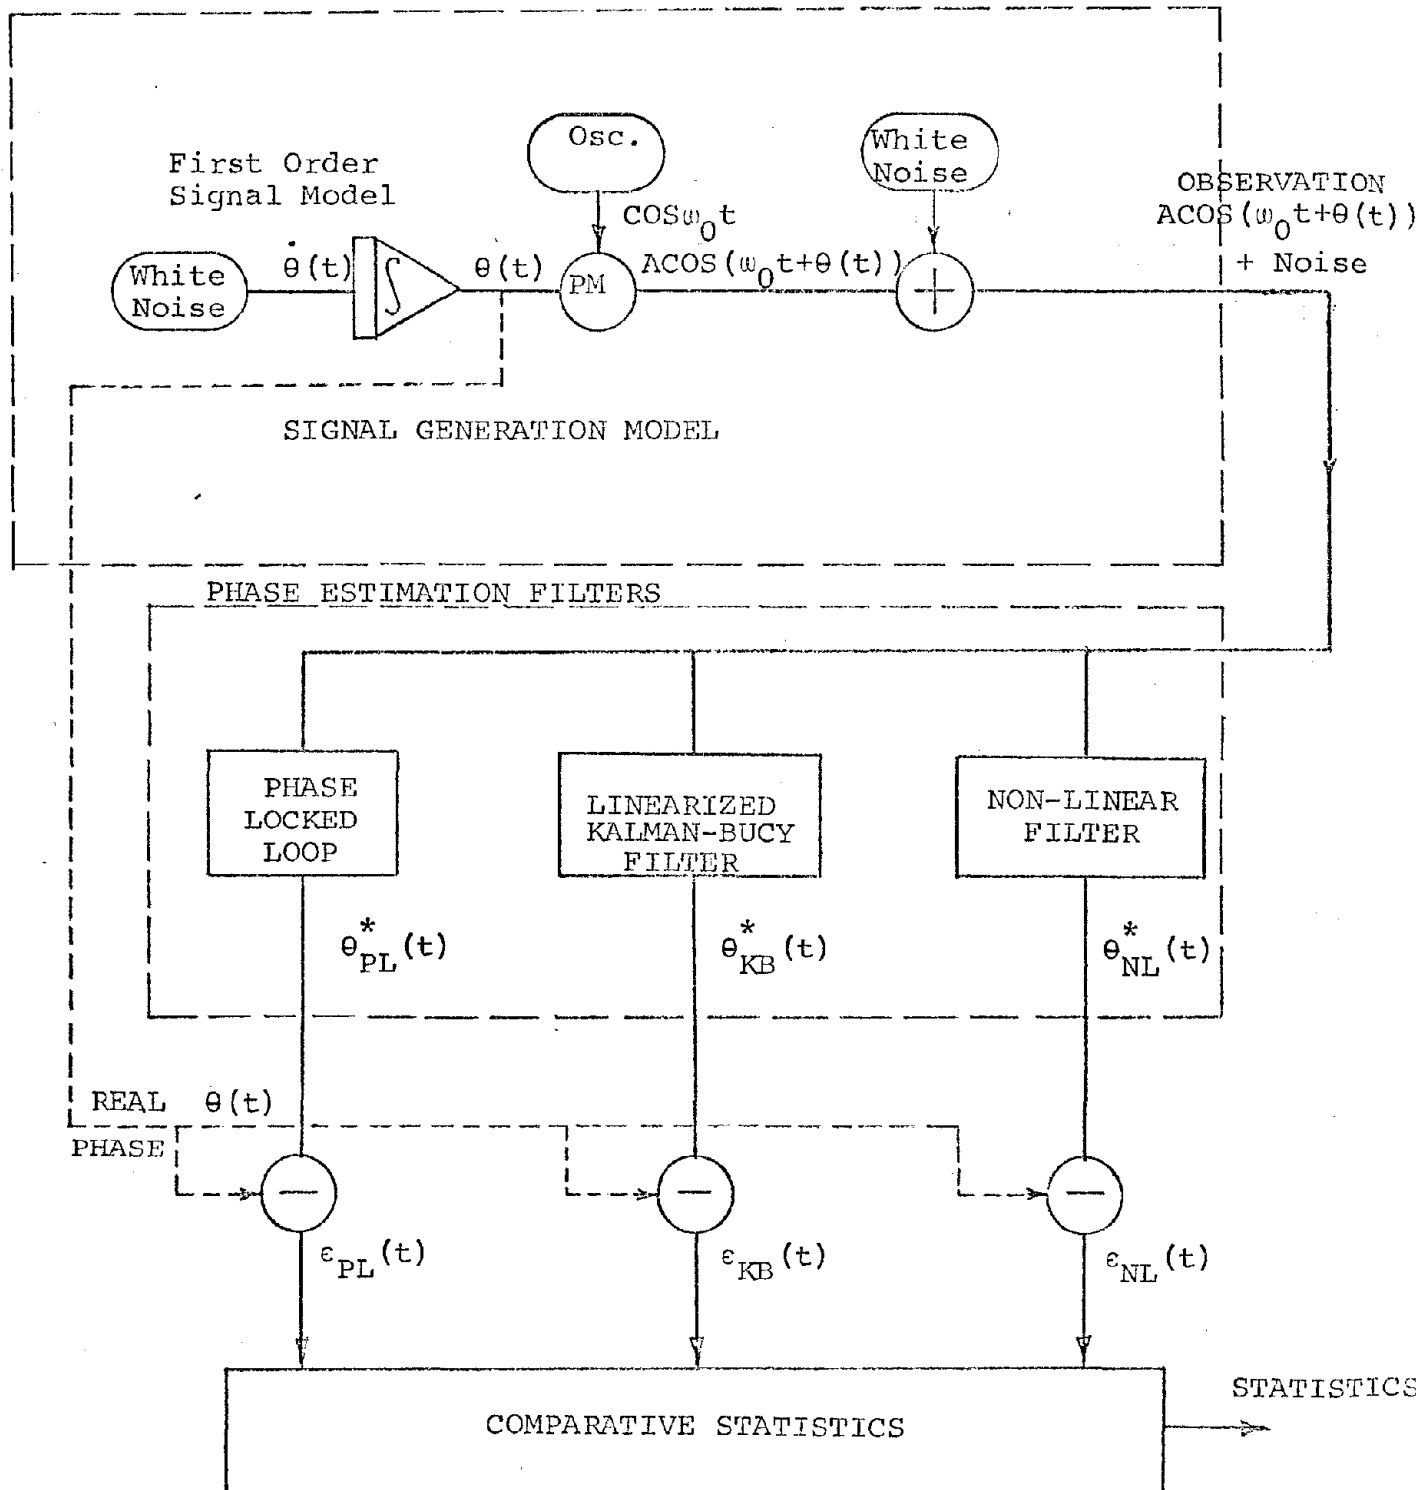 Osc.
White
Noise
First Order
Signal Model
OBSERVATION
ACOS(ω₀t+θ(t))
+ Noise
COSω₀t
White
Noise
θ̇(t)
∫
θ(t)
PM
ACOS(ω₀t+θ(t))
+
SIGNAL GENERATION MODEL
PHASE ESTIMATION FILTERS
PHASE
LOCKED
LOOP
LINEARIZED
KALMAN-BUCY
FILTER
NON-LINEAR
FILTER
θ*PL(t)
θ*KB(t)
θ*NL(t)
REAL θ(t)
PHASE
−
−
−
εPL(t)
εKB(t)
εNL(t)
COMPARATIVE STATISTICS
STATISTICS